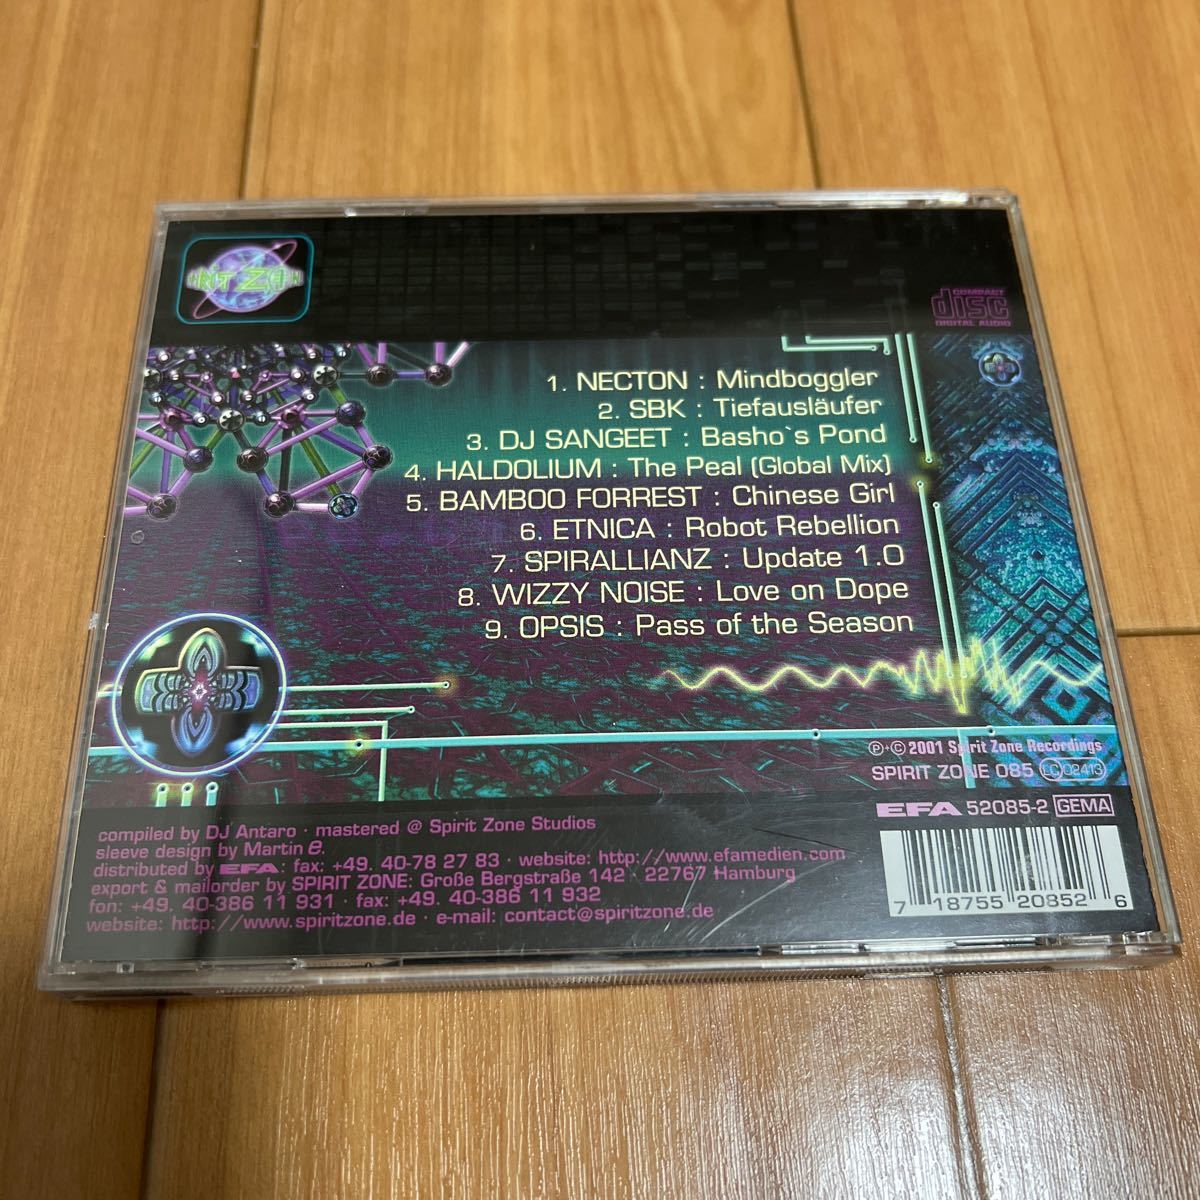 COMPACT
disc
DIGITAL AUDIO
1. NECTON : Mindboggler
2. SBK : Tiefausläufer
3. DJ SANGEET : Basho`s Pond
4. HALDOLIUM : The Peal (Global Mix)
5. BAMBOO FORREST : Chinese Girl
6. ETNICA : Robot Rebellion
7. SPIRALLIANZ : Update 1.0
8. WIZZY NOISE : Love on Dope
9. OPSIS : Pass of the Season
℗+© 2001 Spirit Zone Recordings
SPIRIT ZONE 085 LC 02413
EFA 52085-2 GEMA
compiled by DJ Antaro · mastered @ Spirit Zone Studios
sleeve design by Martin e.
distributed by EFA: fax: +49. 40-78 27 83 · website: http://www.efamedien.com
export & mailorder by SPIRIT ZONE: Große Bergstraße 142 · 22767 Hamburg
fon: +49. 40-386 11 931 · fax: +49. 40-386 11 932
website: http://www.spiritzone.de · e-mail: contact@spiritzone.de
7 18755 20852 6